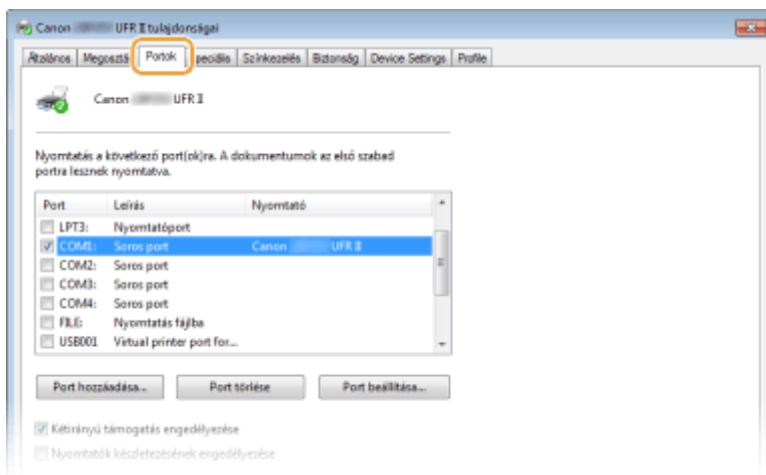 Canon UFR II tulajdonságai
Általános Megosztás Portok Speciális Színkezelés Biztonság Device Settings Profile
Canon UFR II
Nyomtatás a következő port(ok)ra. A dokumentumok az első szabad
portra lesznek nyomtatva.
Port Leírás Nyomtató
LPT3: Nyomtatóport
COM1: Soros port Canon UFR II
COM2: Soros port
COM3: Soros port
COM4: Soros port
FILE: Nyomtatás fájlba
USB001 Virtual printer port for...
Port hozzáadása... Port törlése Port beállítása...
Kétirányú támogatás engedélyezése
Nyomtatók készletezésének engedélyezése